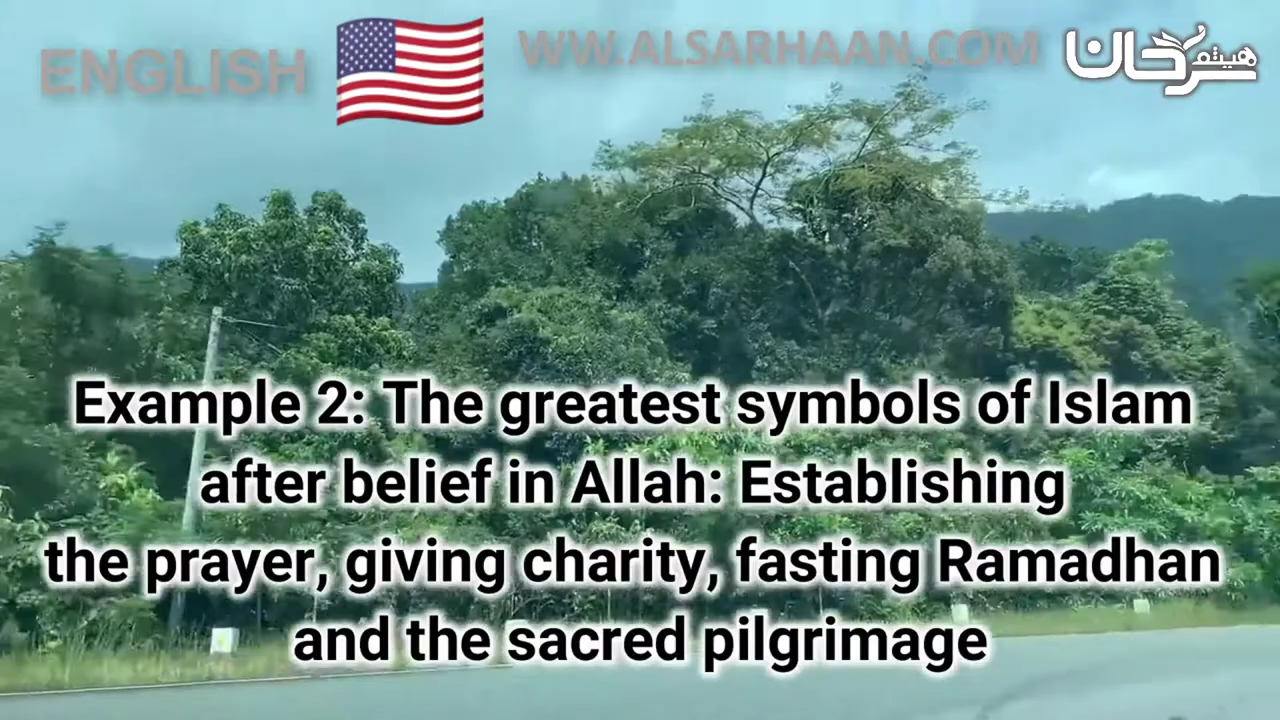 ENGLISH
WW.ALSARHAAN.COM
هيثم
سرحان
Example 2: The greatest symbols of Islam
after belief in Allah: Establishing
the prayer, giving charity, fasting Ramadhan
and the sacred pilgrimage